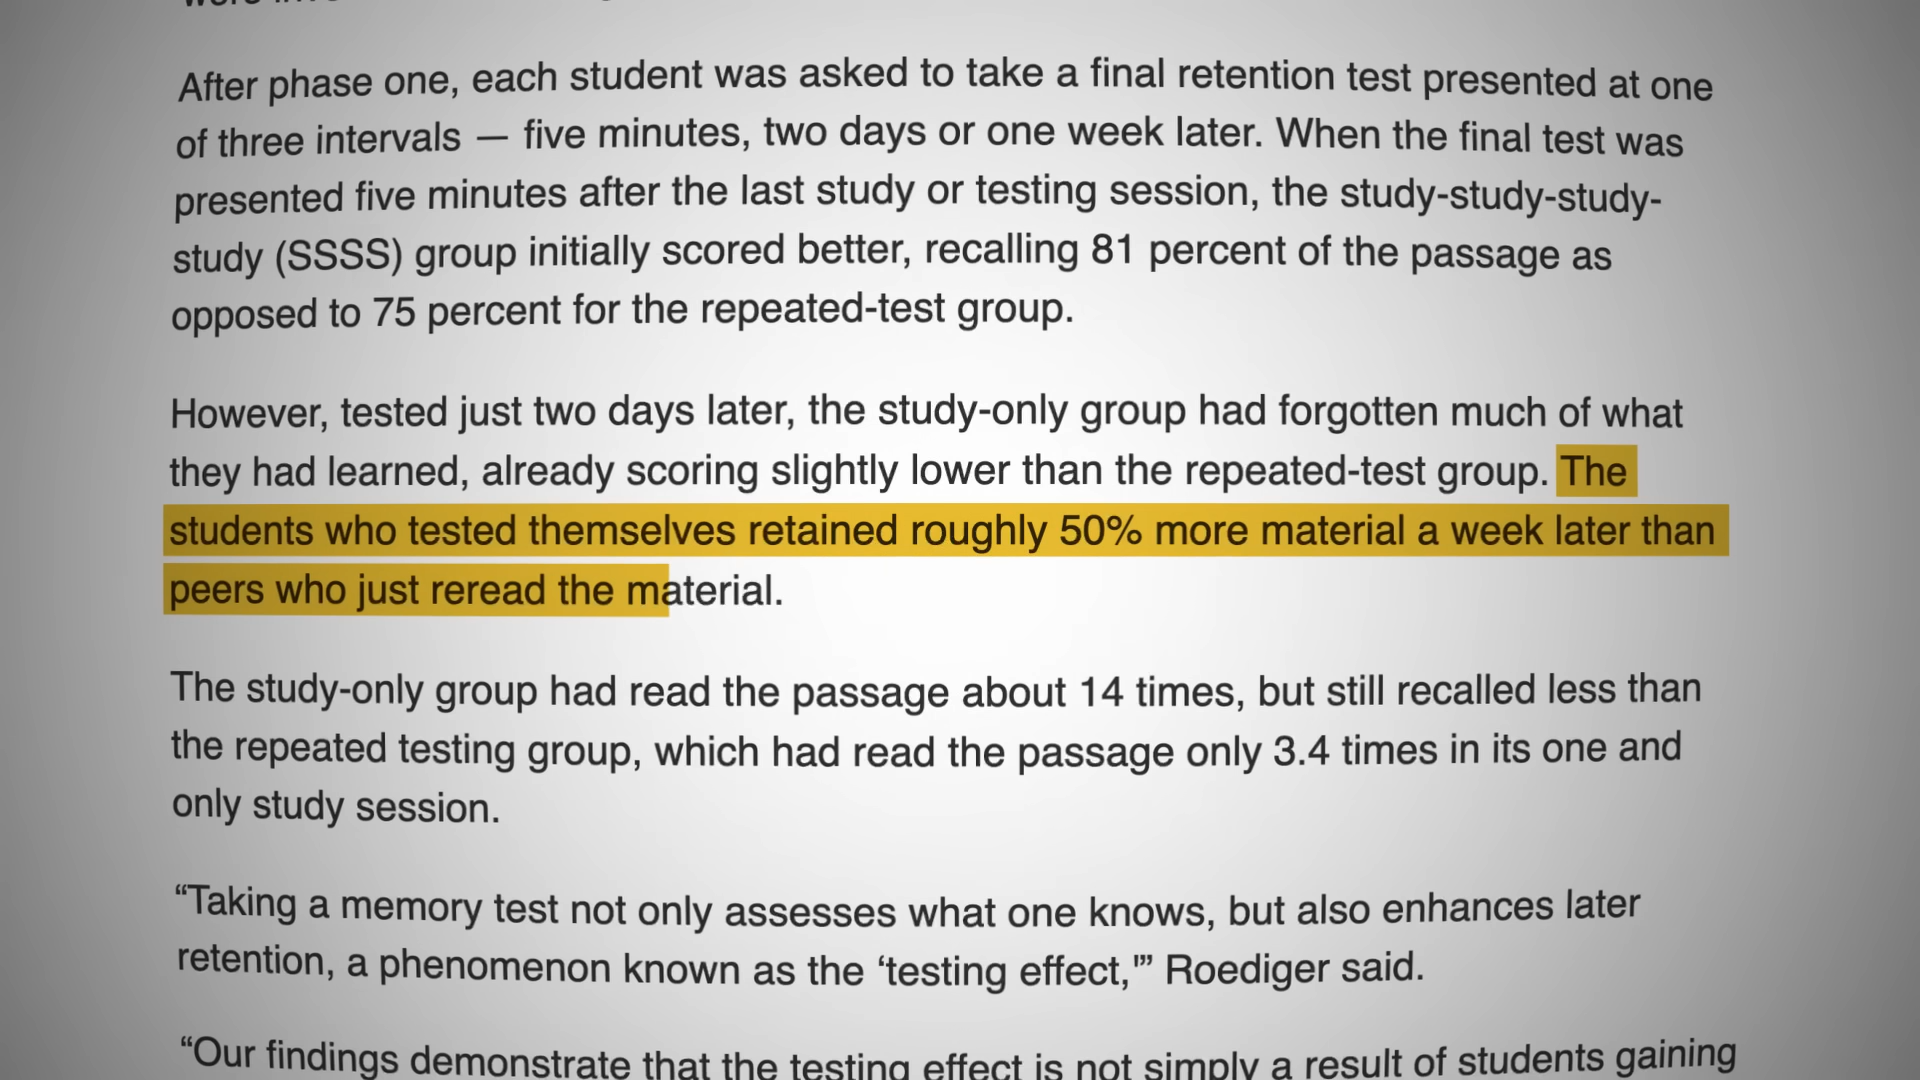 After phase one, each student was asked to take a final retention test presented at one
of three intervals — five minutes, two days or one week later. When the final test was
presented five minutes after the last study or testing session, the study-study-study-
study (SSSS) group initially scored better, recalling 81 percent of the passage as
opposed to 75 percent for the repeated-test group.
However, tested just two days later, the study-only group had forgotten much of what
they had learned, already scoring slightly lower than the repeated-test group. The
students who tested themselves retained roughly 50% more material a week later than
peers who just reread the material.
The study-only group had read the passage about 14 times, but still recalled less than
the repeated testing group, which had read the passage only 3.4 times in its one and
only study session.
“Taking a memory test not only assesses what one knows, but also enhances later
retention, a phenomenon known as the ‘testing effect,'” Roediger said.
“Our findings demonstrate that the testing effect is not simply a result of students gaining